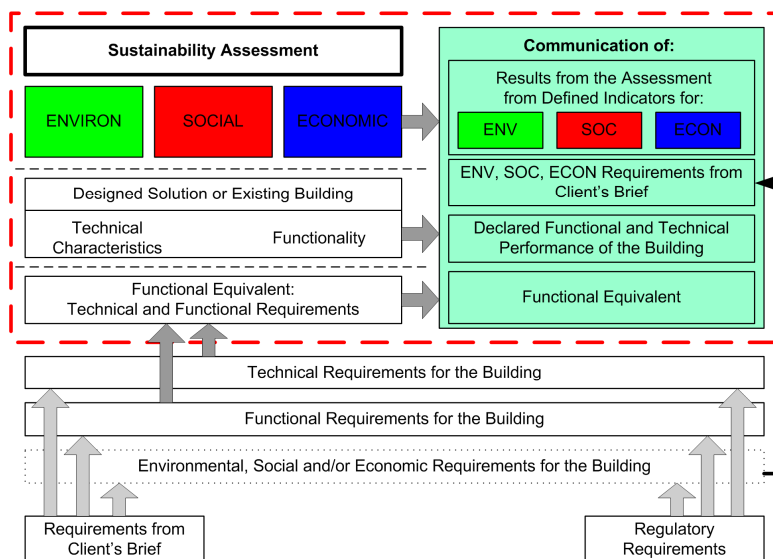 Sustainability Assessment
ENVIRON
SOCIAL
ECONOMIC
Communication of:
Results from the Assessment
from Defined Indicators for:
ENV
SOC
ECON
ENV, SOC, ECON Requirements from
Client's Brief
Designed Solution or Existing Building
Technical
Characteristics
Functionality
Declared Functional and Technical
Performance of the Building
Functional Equivalent:
Technical and Functional Requirements
Functional Equivalent
Technical Requirements for the Building
Functional Requirements for the Building
Environmental, Social and/or Economic Requirements for the Building
Requirements from
Client's Brief
Regulatory
Requirements